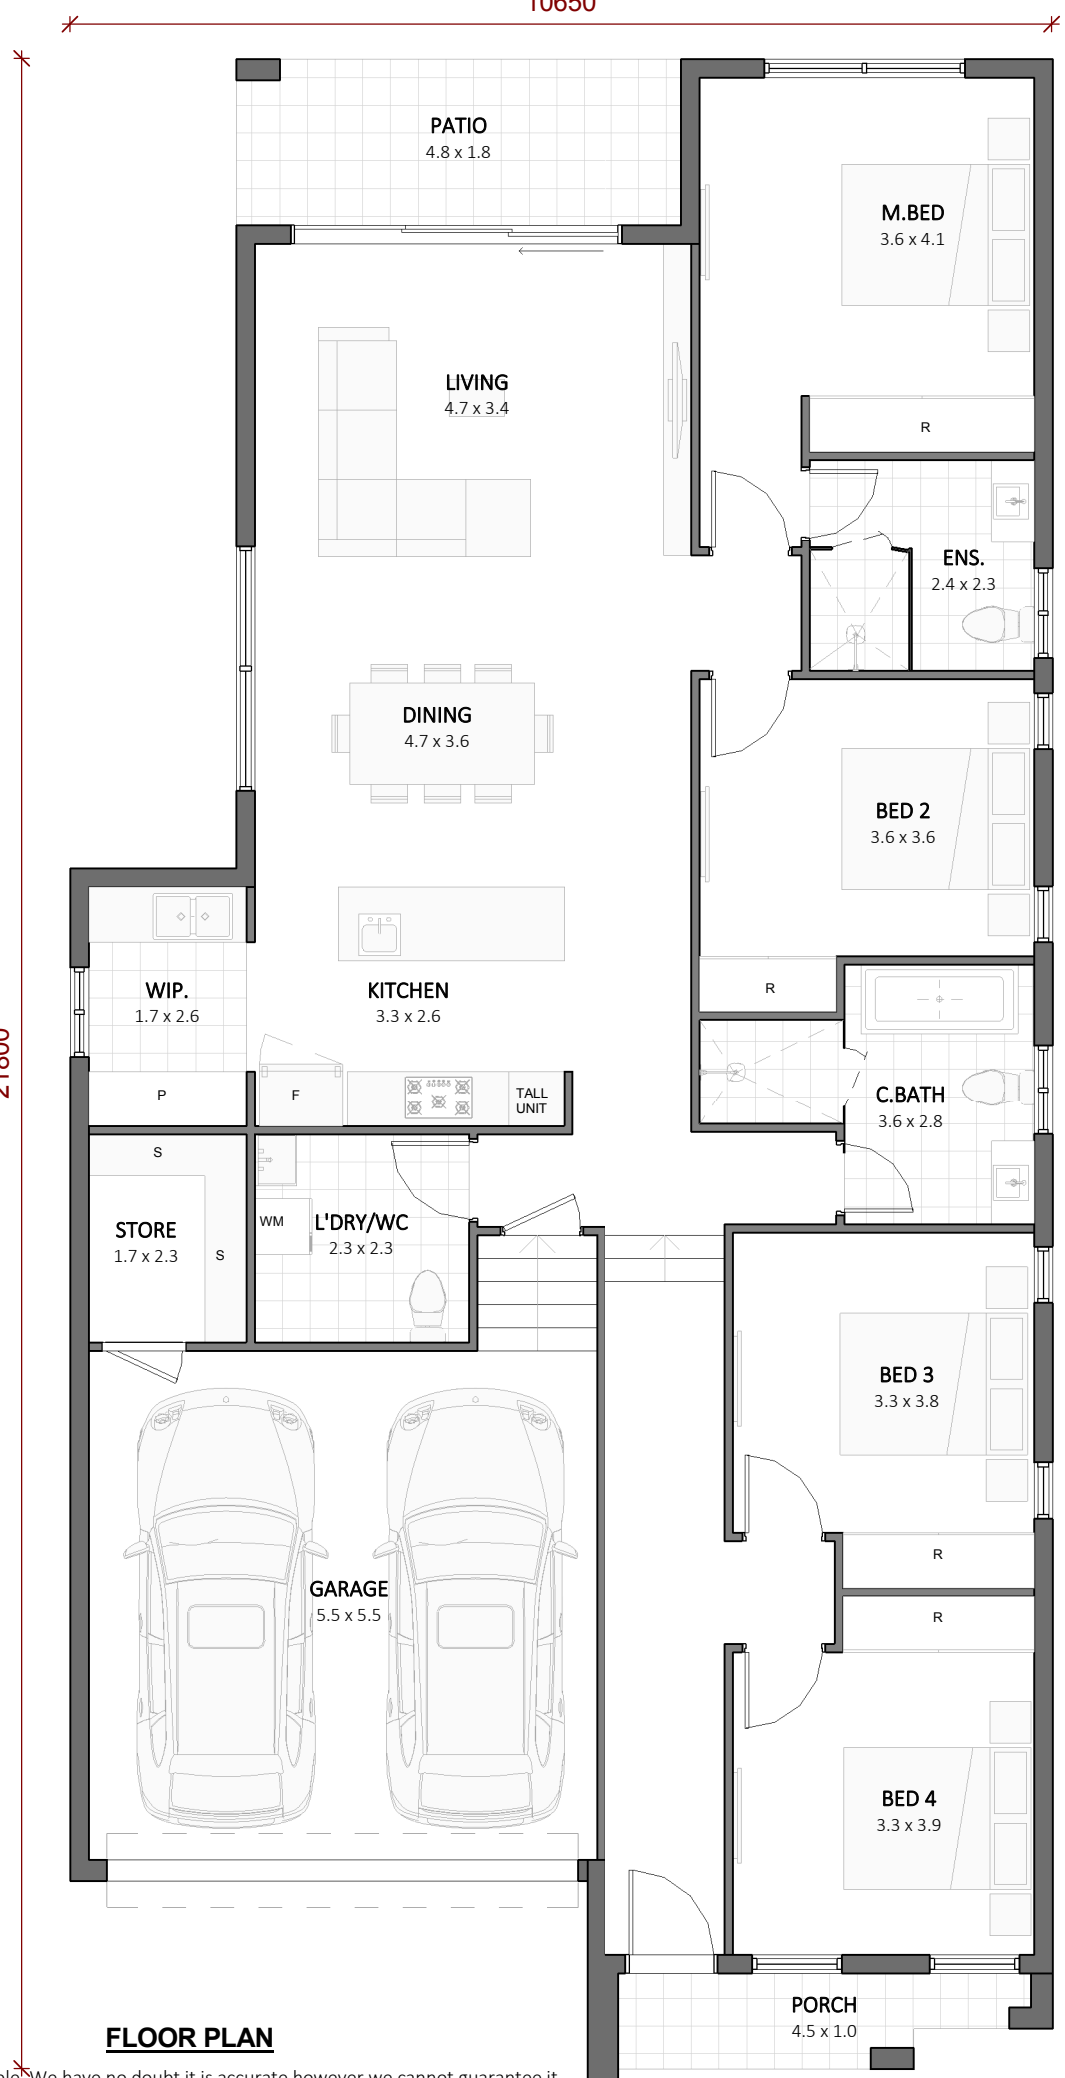 10650
PATIO
4.8 x 1.8
M.BED
3.6 x 4.1
LIVING
4.7 x 3.4
R
ENS.
2.4 x 2.3
DINING
4.7 x 3.6
BED 2
3.6 x 3.6
WIP.
1.7 x 2.6
KITCHEN
3.3 x 2.6
R
21800
P
F
TALL
UNIT
C.BATH
3.6 x 2.8
S
STORE
1.7 x 2.3
S
WM
L'DRY/WC
2.3 x 2.3
BED 3
3.3 x 3.8
R
GARAGE
5.5 x 5.5
R
BED 4
3.3 x 3.9
PORCH
4.5 x 1.0
FLOOR PLAN
We have no doubt it is accurate however we cannot guarantee it